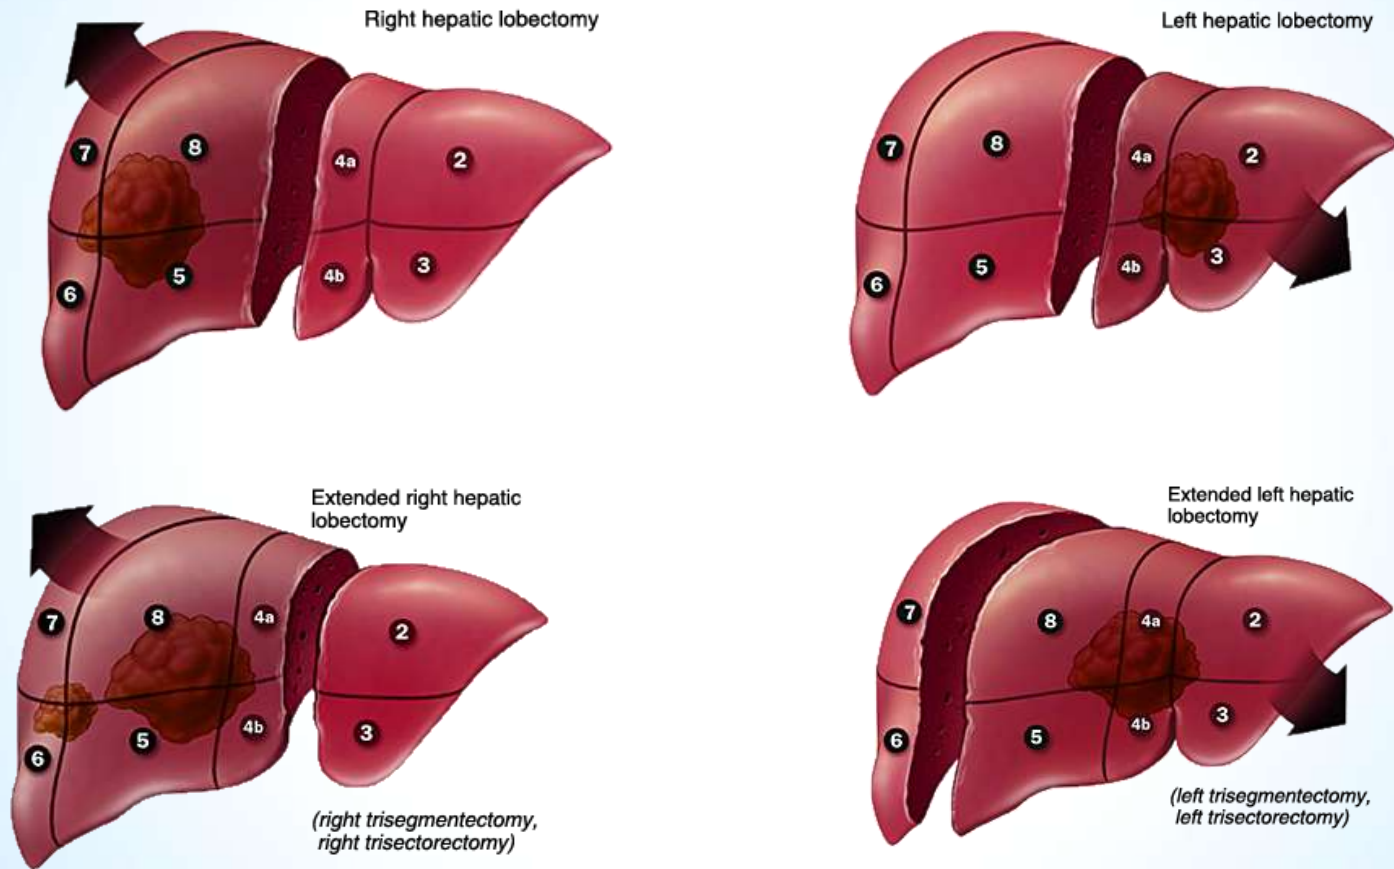 Right hepatic lobectomy
7
8
4a
2
6
5
4b
3
Left hepatic lobectomy
7
8
4a
2
6
5
4b
3
Extended right hepatic
lobectomy
7
8
4a
2
6
5
4b
3
(right trisegmentectomy,
right trisectorectomy)
Extended left hepatic
lobectomy
7
8
4a
2
6
5
4b
3
(left trisegmentectomy,
left trisectorectomy)